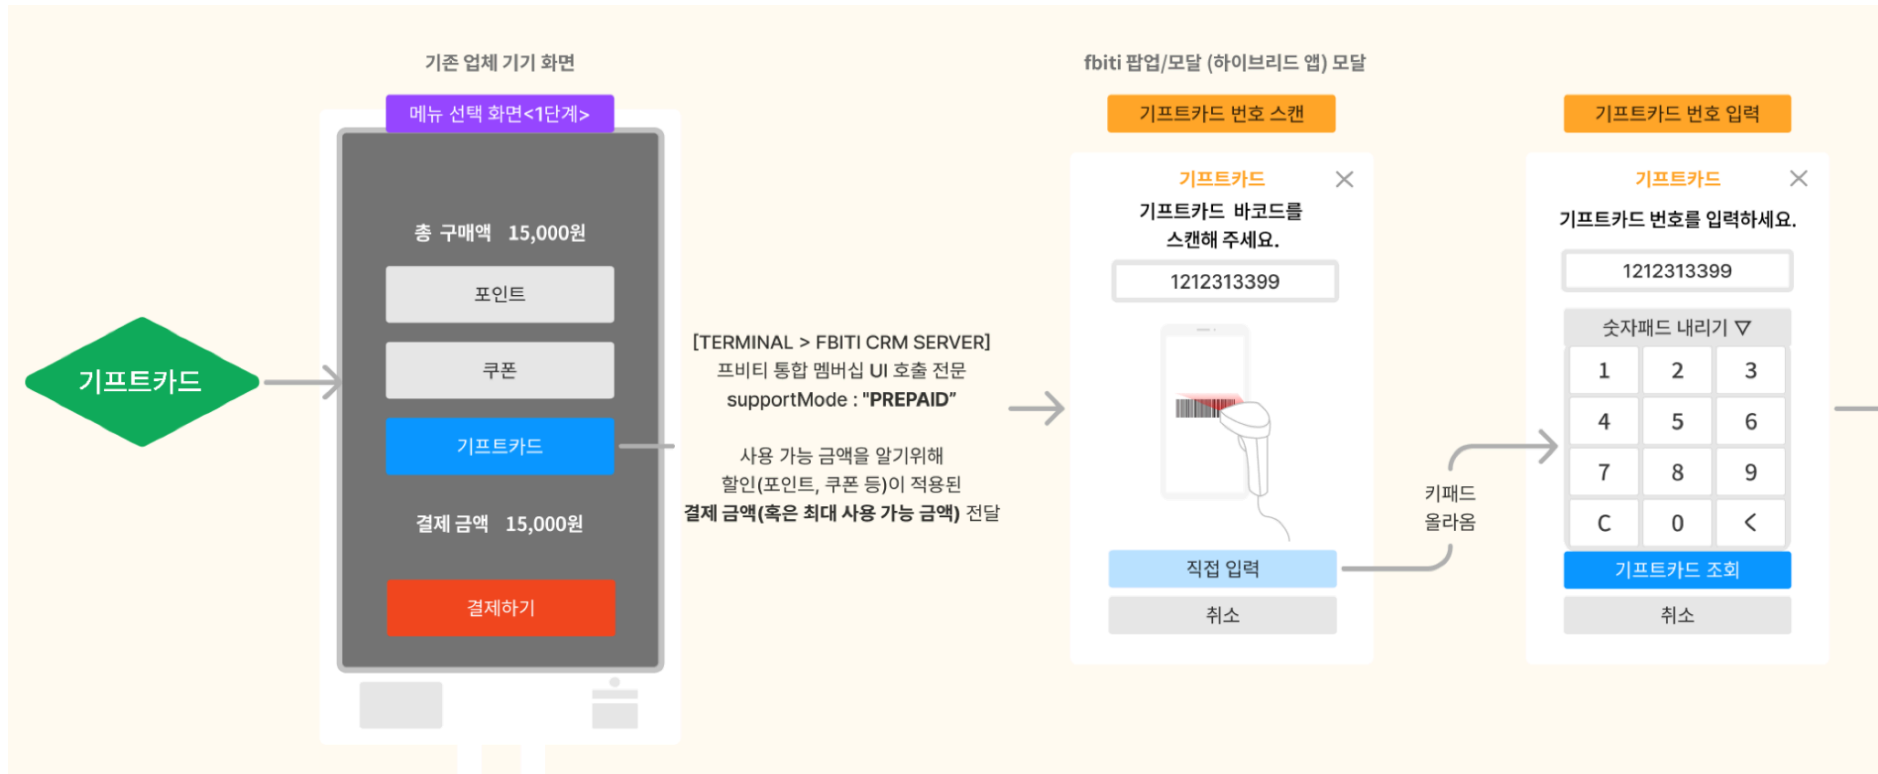 기프트카드
기존 업체 기기 화면
메뉴 선택 화면<1단계>
총 구매액 15,000원
포인트
쿠폰
기프트카드
결제 금액 15,000원
결제하기
[TERMINAL > FBITI CRM SERVER]
프비티 통합 멤버십 UI 호출 전문
supportMode : "PREPAID"
사용 가능 금액을 알기위해
할인(포인트, 쿠폰 등)이 적용된
결제 금액(혹은 최대 사용 가능 금액) 전달
fbiti 팝업/모달 (하이브리드 앱) 모달
기프트카드 번호 스캔
기프트카드 ×
기프트카드 바코드를
스캔해 주세요.
1212313399
직접 입력
취소
키패드
올라옴
기프트카드 번호 입력
기프트카드 ×
기프트카드 번호를 입력하세요.
1212313399
숫자패드 내리기 ▽
1 2 3
4 5 6
7 8 9
C 0 <
기프트카드 조회
취소